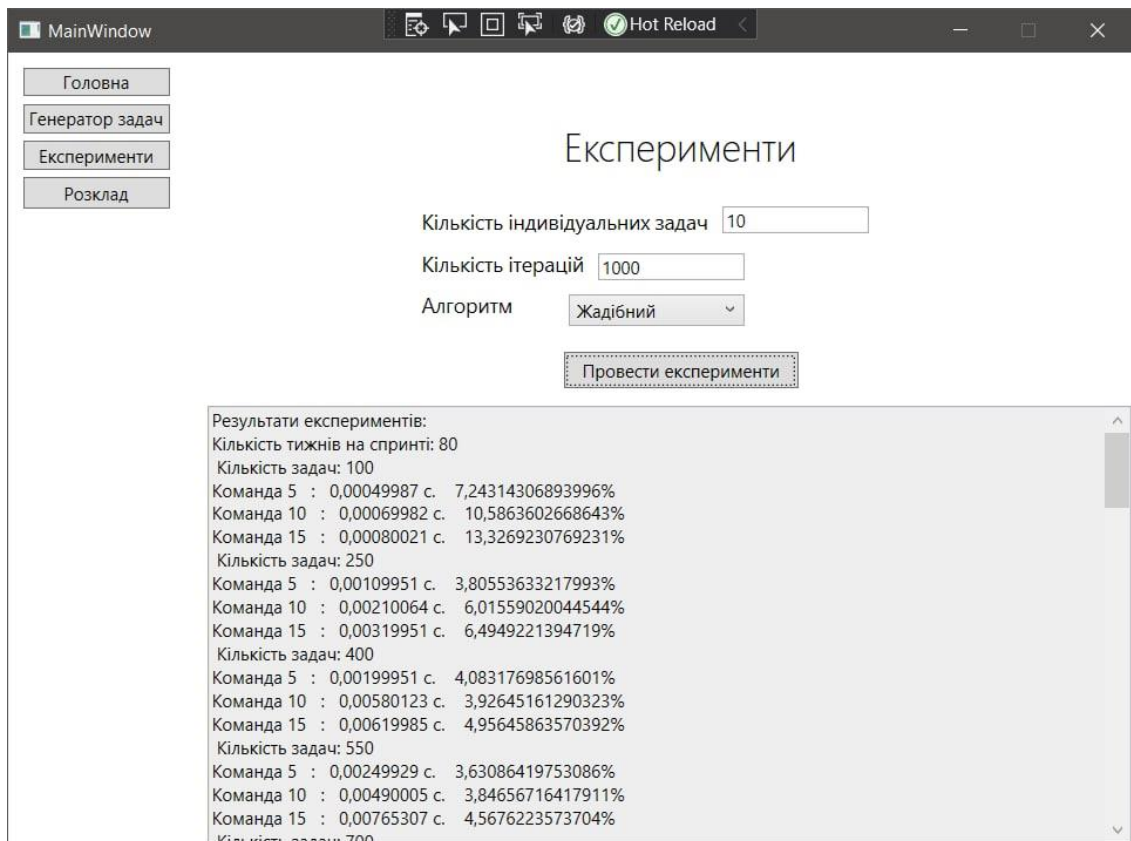 MainWindow
Hot Reload
Головна
Генератор задач
Експерименти
Розклад
Експерименти
Кількість індивідуальних задач 10
Кількість ітерацій 1000
Алгоритм Жадібний
Провести експерименти
Результати експериментів:
Кількість тижнів на спринті: 80
Кількість задач: 100
Команда 5 : 0,00049987 с. 7,24314306893996%
Команда 10 : 0,00069982 с. 10,5863602668643%
Команда 15 : 0,00080021 с. 13,3269230769231%
Кількість задач: 250
Команда 5 : 0,00109951 с. 3,80553633217993%
Команда 10 : 0,00210064 с. 6,01559020044544%
Команда 15 : 0,00319951 с. 6,4949221394719%
Кількість задач: 400
Команда 5 : 0,00199951 с. 4,08317698561601%
Команда 10 : 0,00580123 с. 3,92645161290323%
Команда 15 : 0,00619985 с. 4,95645863570392%
Кількість задач: 550
Команда 5 : 0,00249929 с. 3,63086419753086%
Команда 10 : 0,00490005 с. 3,84656716417911%
Команда 15 : 0,00765307 с. 4,5676223573704%
Кількість задач: 700